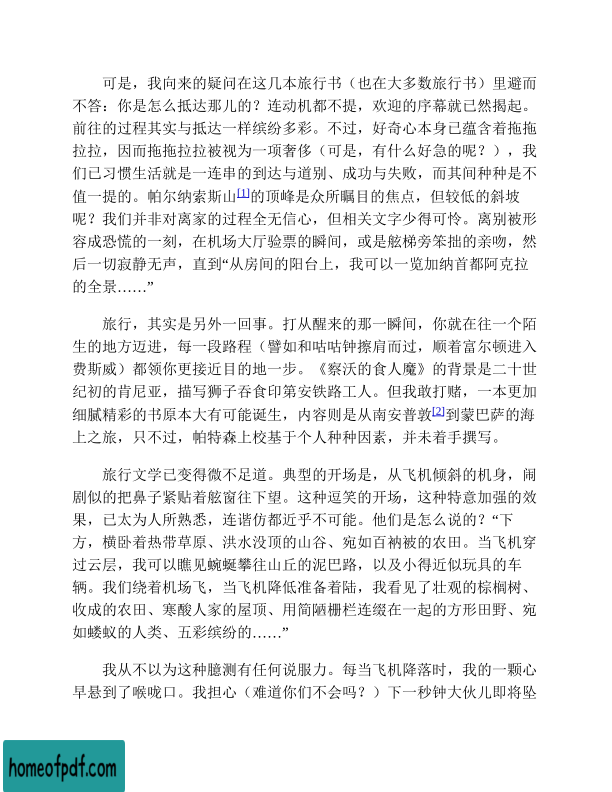 可是，我向来的疑问在这几本旅行书（也在大多数旅行书）里避而
不答：你是怎么抵达那儿的？连动机都不提，欢迎的序幕就已然揭起。
前往的过程其实与抵达一样缤纷多彩。不过，好奇心本身已蕴含着拖拖
拉拉，因而拖拖拉拉被视为一项奢侈（可是，有什么好急的呢？），我
们已习惯生活就是一连串的到达与道别、成功与失败，而其间种种是不
值一提的。帕尔纳索斯山[1]的顶峰是众所瞩目的焦点，但较低的斜坡
呢？我们并非对离家的过程全无信心，但相关文字少得可怜。离别被形
容成恐慌的一刻，在机场大厅验票的瞬间，或是舷梯旁笨拙的亲吻，然
后一切寂静无声，直到“从房间的阳台上，我可以一览加纳首都阿克拉
的全景……”
旅行，其实是另外一回事。打从醒来的那一瞬间，你就在往一个陌
生的地方迈进，每一段路程（譬如和咕咕钟擦肩而过，顺着富尔顿进入
费斯威）都领你更接近目的地一步。《察沃的食人魔》的背景是二十世
纪初的肯尼亚，描写狮子吞食印第安铁路工人。但我敢打赌，一本更加
细腻精彩的书原本大有可能诞生，内容则是从南安普敦[2]到蒙巴萨的海
上之旅，只不过，帕特森上校基于个人种种因素，并未着手撰写。
旅行文学已变得微不足道。典型的开场是，从飞机倾斜的机身，闹
剧似的把鼻子紧贴着舷窗往下望。这种逗笑的开场，这种特意加强的效
果，已太为人所熟悉，连谐仿都近乎不可能。他们是怎么说的？“下
方，横卧着热带草原、洪水没顶的山谷、宛如百衲被的农田。当飞机穿
过云层，我可以瞧见蜿蜒攀往山丘的泥巴路，以及小得近似玩具的车
辆。我们绕着机场飞，当飞机降低准备着陆，我看见了壮观的棕榈树、
收成的农田、寒酸人家的屋顶、用简陋栅栏连缀在一起的方形田野、宛
如蝼蚁的人类、五彩缤纷的……”
我从不以为这种臆测有任何说服力。每当飞机降落时，我的一颗心
早悬到了喉咙口。我担心（难道你们不会吗？）下一秒钟大伙儿即将坠
homeofpdf.com